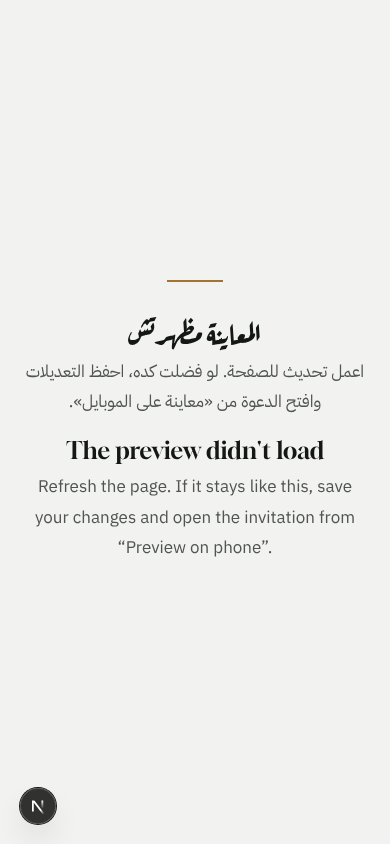 المعاينة مظهرتش
اعمل تحديث للصفحة. لو فضلت كده، احفظ التعديلات
وافتح الدعوة من «معاينة على الموبايل».
The preview didn't load
Refresh the page. If it stays like this, save
your changes and open the invitation from
“Preview on phone”.
N